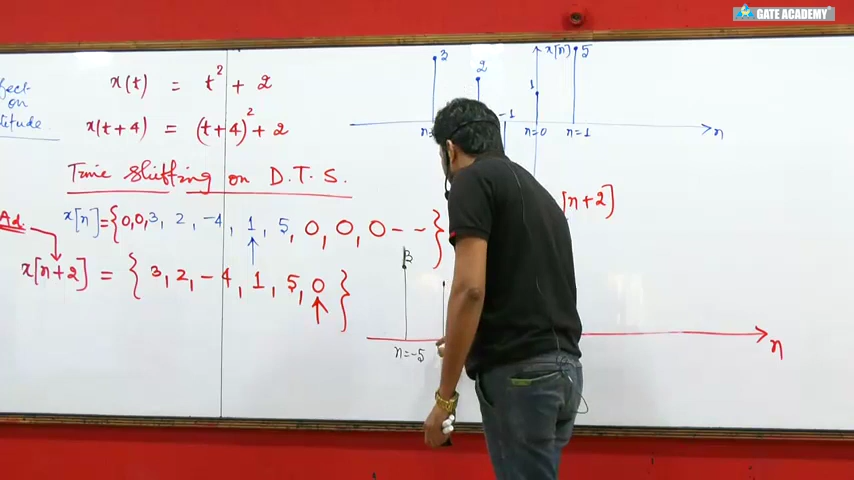 GATE ACADEMY
x(t) = t² + 2
x(t+4) = (t+4)² + 2
on
Time shifting on D.T.S.
x[n]={0,0,3, 2, -4, 1, 5, 0, 0, 0--}
Ad.
x[n+2] = { 3, 2, -4, 1, 5, 0 }
x[n]
3
2
-1
1
5
n=0
n=1
n
[n+2]
3
n=-5
n